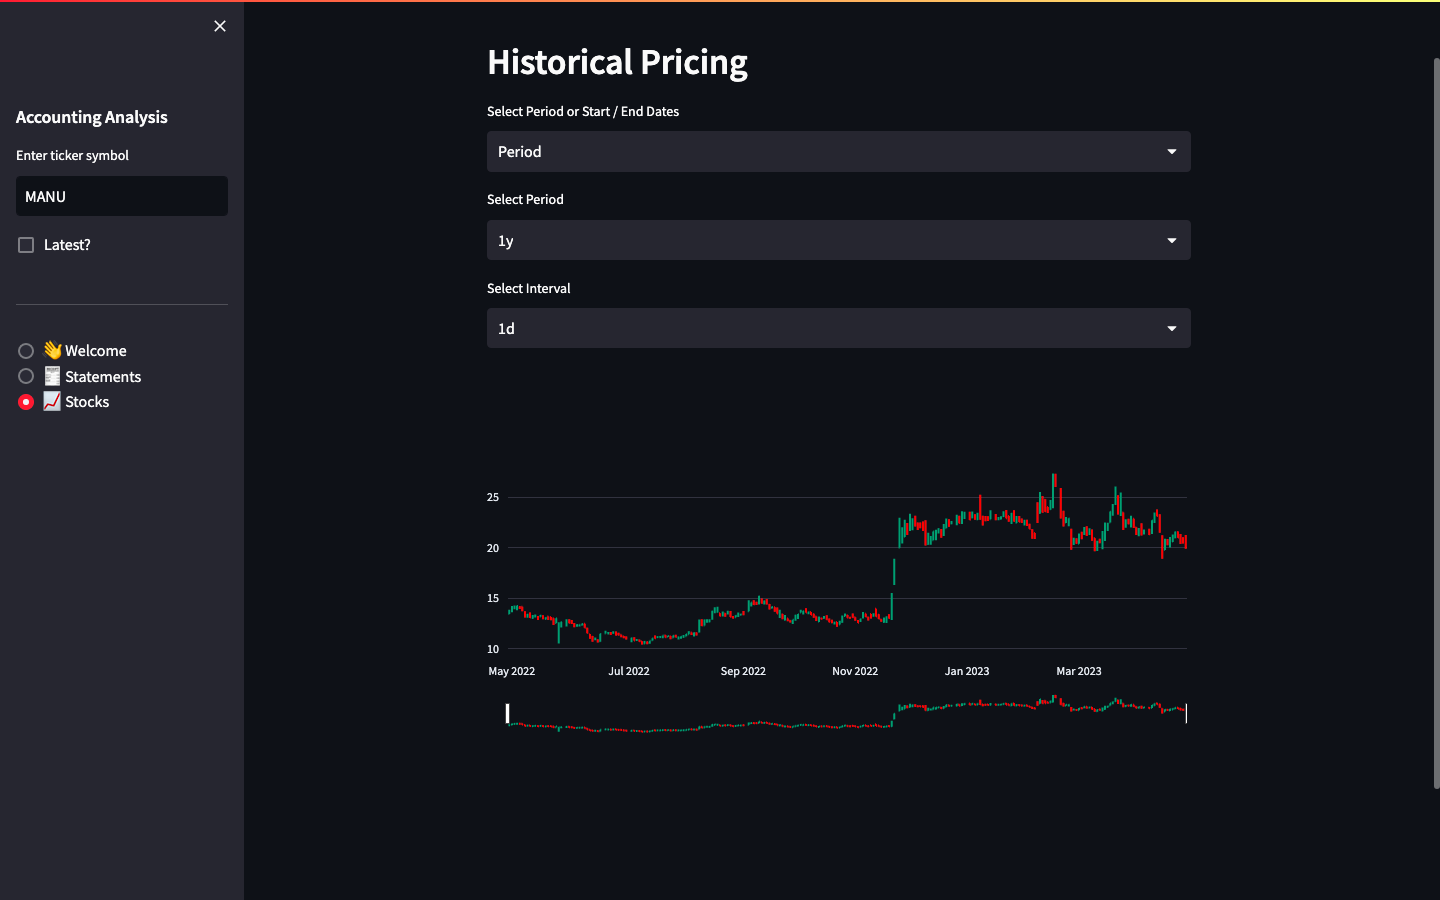 Accounting Analysis
Enter ticker symbol
MANU
Latest?
👋 Welcome
🧾 Statements
📈 Stocks
Historical Pricing
Select Period or Start / End Dates
Period
Select Period
1y
Select Interval
1d
25
20
15
10
May 2022 Jul 2022 Sep 2022 Nov 2022 Jan 2023 Mar 2023